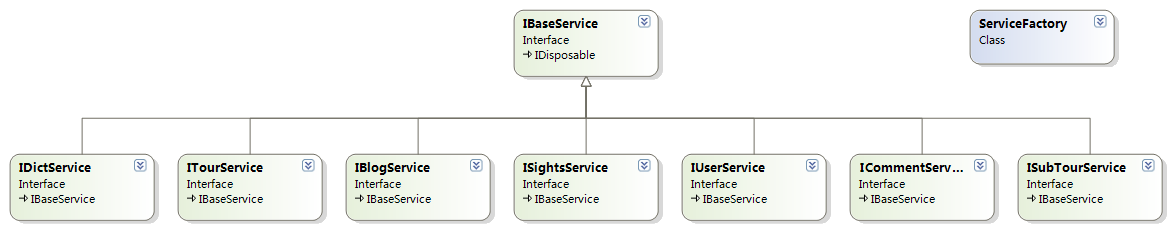 IBaseService
Interface
IDisposable
ServiceFactory
Class
IDictService
Interface
IBaseService
ITourService
Interface
IBaseService
IBlogService
Interface
IBaseService
ISightsService
Interface
IBaseService
IUserService
Interface
IBaseService
ICommentServ...
Interface
IBaseService
ISubTourService
Interface
IBaseService